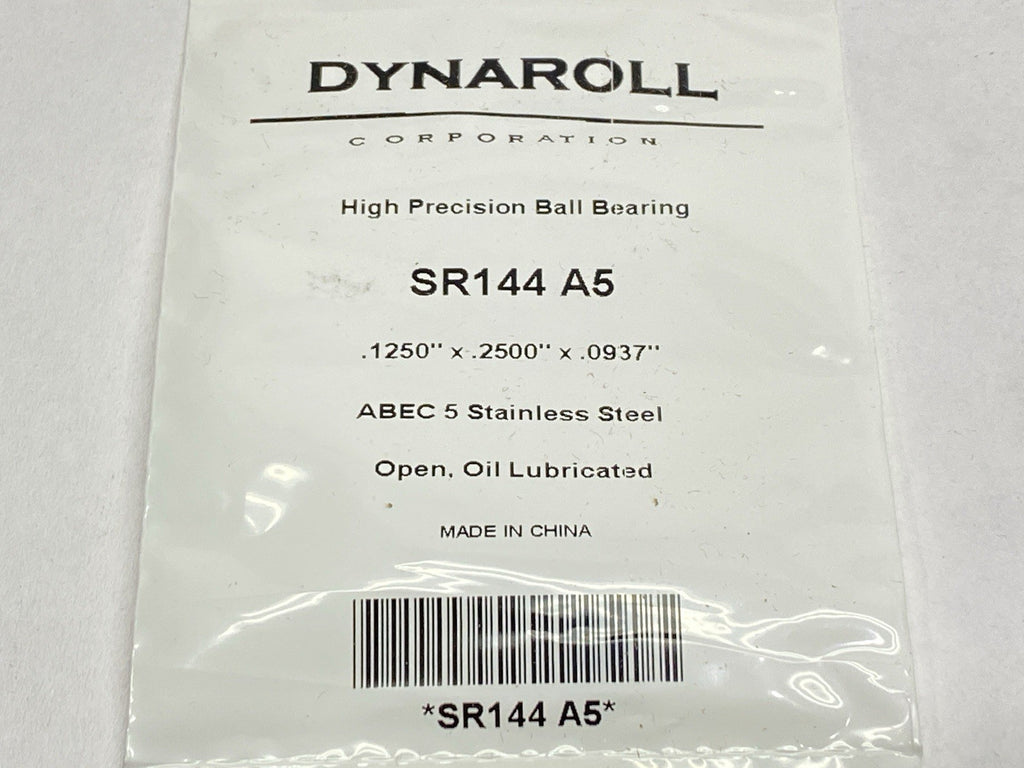 DYNAROLL
CORPORATION
High Precision Ball Bearing
SR144 A5
.1250" x .2500" x .0937"
ABEC 5 Stainless Steel
Open, Oil Lubricated
MADE IN CHINA
*SR144 A5*